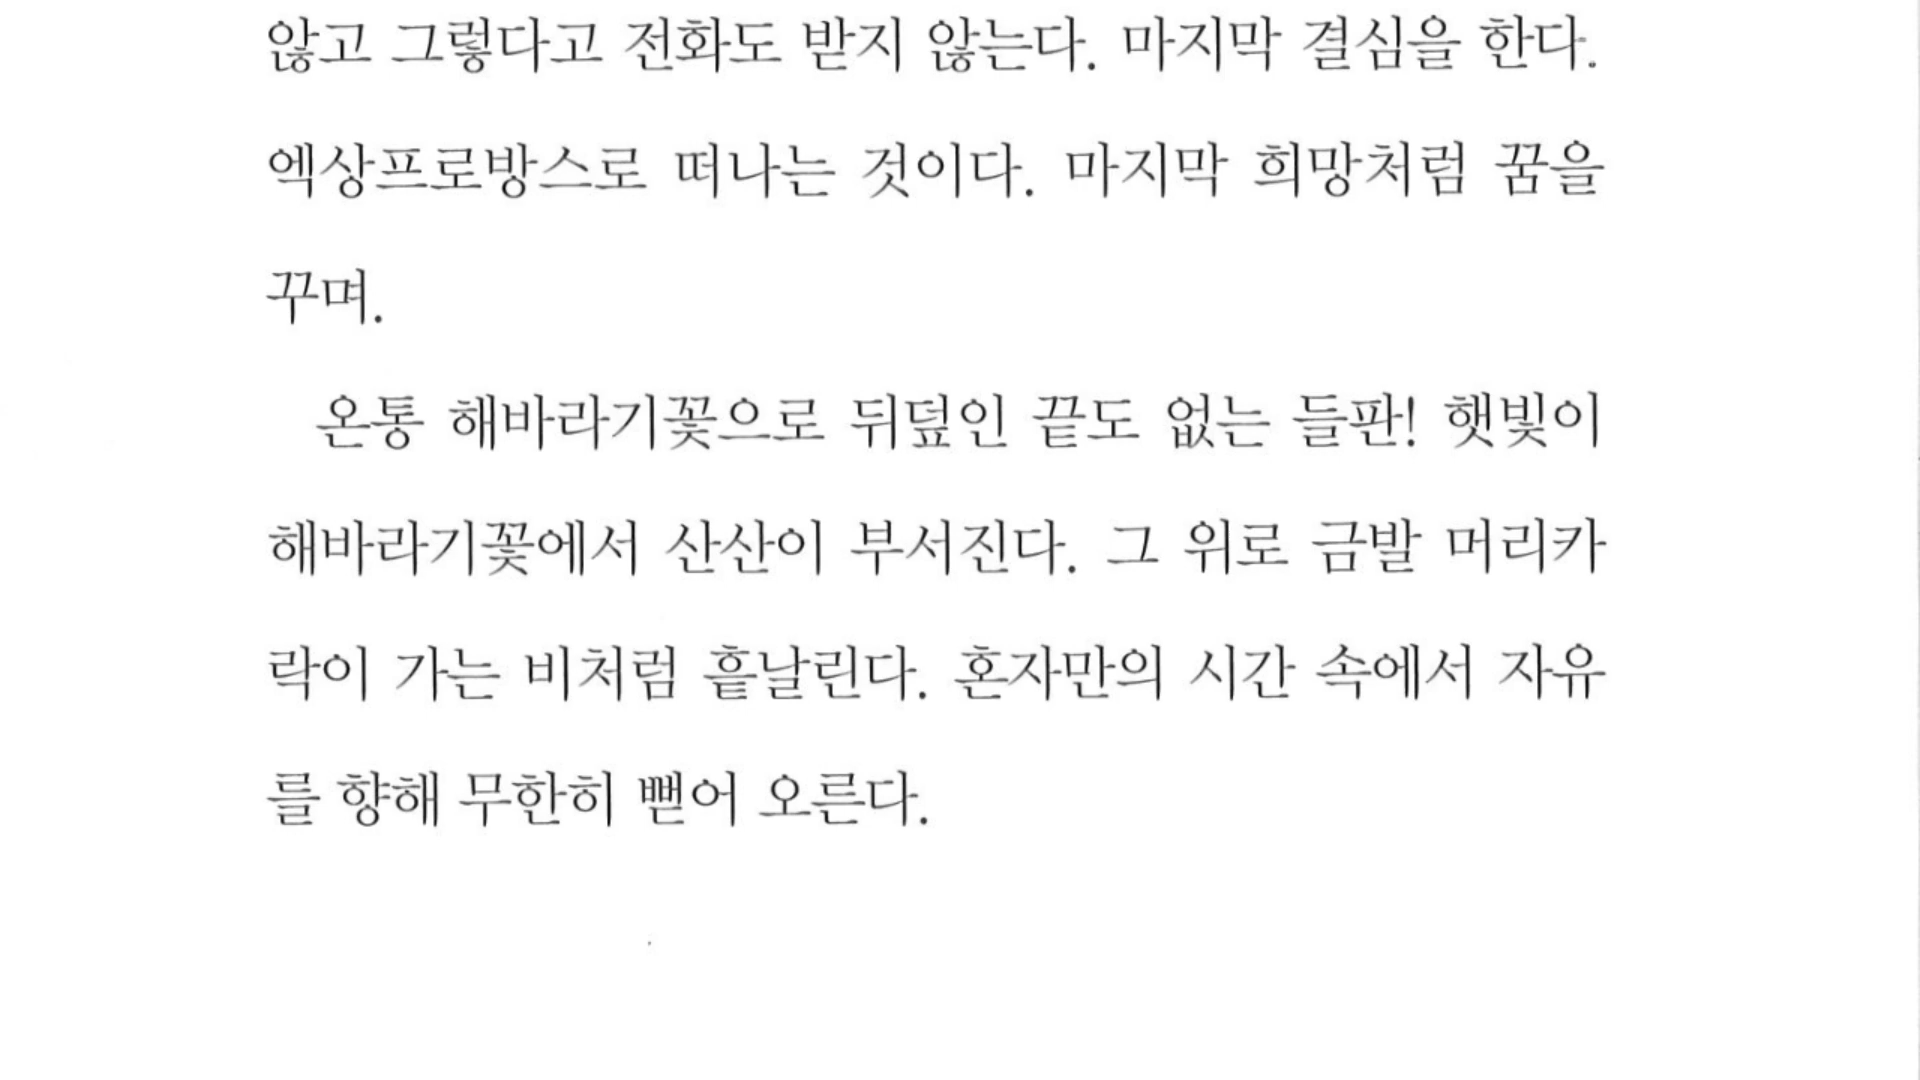 않고 그렇다고 전화도 받지 않는다. 마지막 결심을 한다.
엑상프로방스로 떠나는 것이다. 마지막 희망처럼 꿈을
꾸며.
온통 해바라기꽃으로 뒤덮인 끝도 없는 들판! 햇빛이
해바라기꽃에서 산산이 부서진다. 그 위로 금발 머리카
락이 가는 비처럼 흩날린다. 혼자만의 시간 속에서 자유
를 향해 무한히 뻗어 오른다.